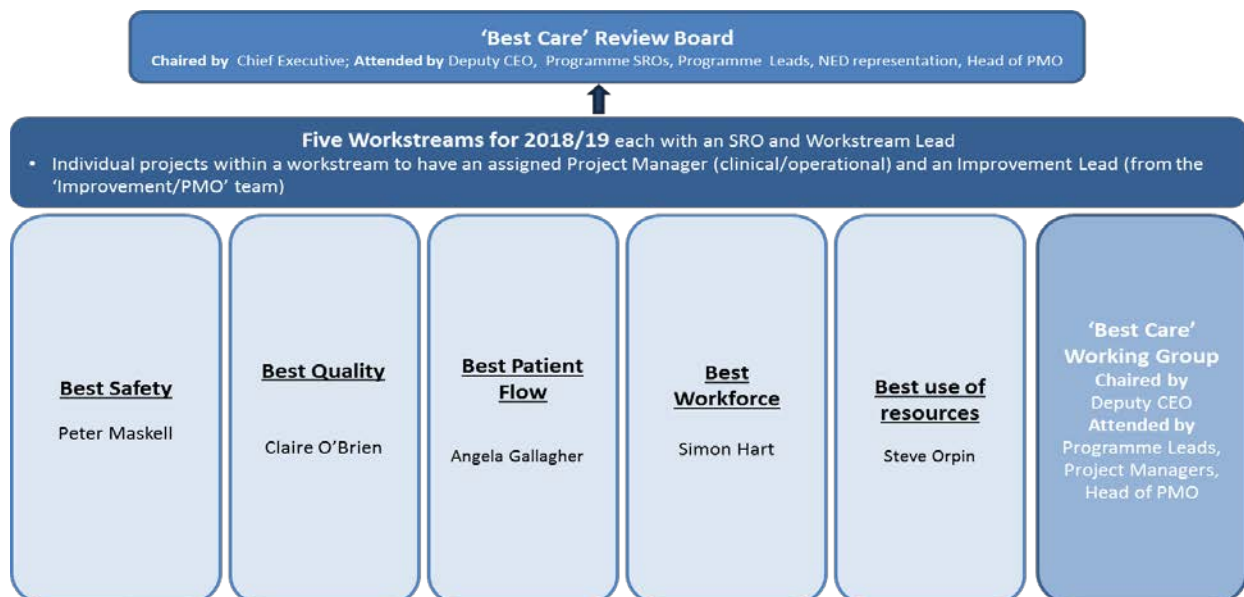 ‘Best Care’ Review Board
Chaired by Chief Executive; Attended by Deputy CEO, Programme SROs, Programme Leads, NED representation, Head of PMO
Five Workstreams for 2018/19 each with an SRO and Workstream Lead
• Individual projects within a workstream to have an assigned Project Manager (clinical/operational) and an Improvement Lead (from the
‘Improvement/PMO’ team)
Best Safety
Peter Maskell
Best Quality
Claire O’Brien
Best Patient
Flow
Angela Gallagher
Best
Workforce
Simon Hart
Best use of
resources
Steve Orpin
‘Best Care’
Working Group
Chaired by
Deputy CEO
Attended by
Programme Leads,
Project Managers,
Head of PMO